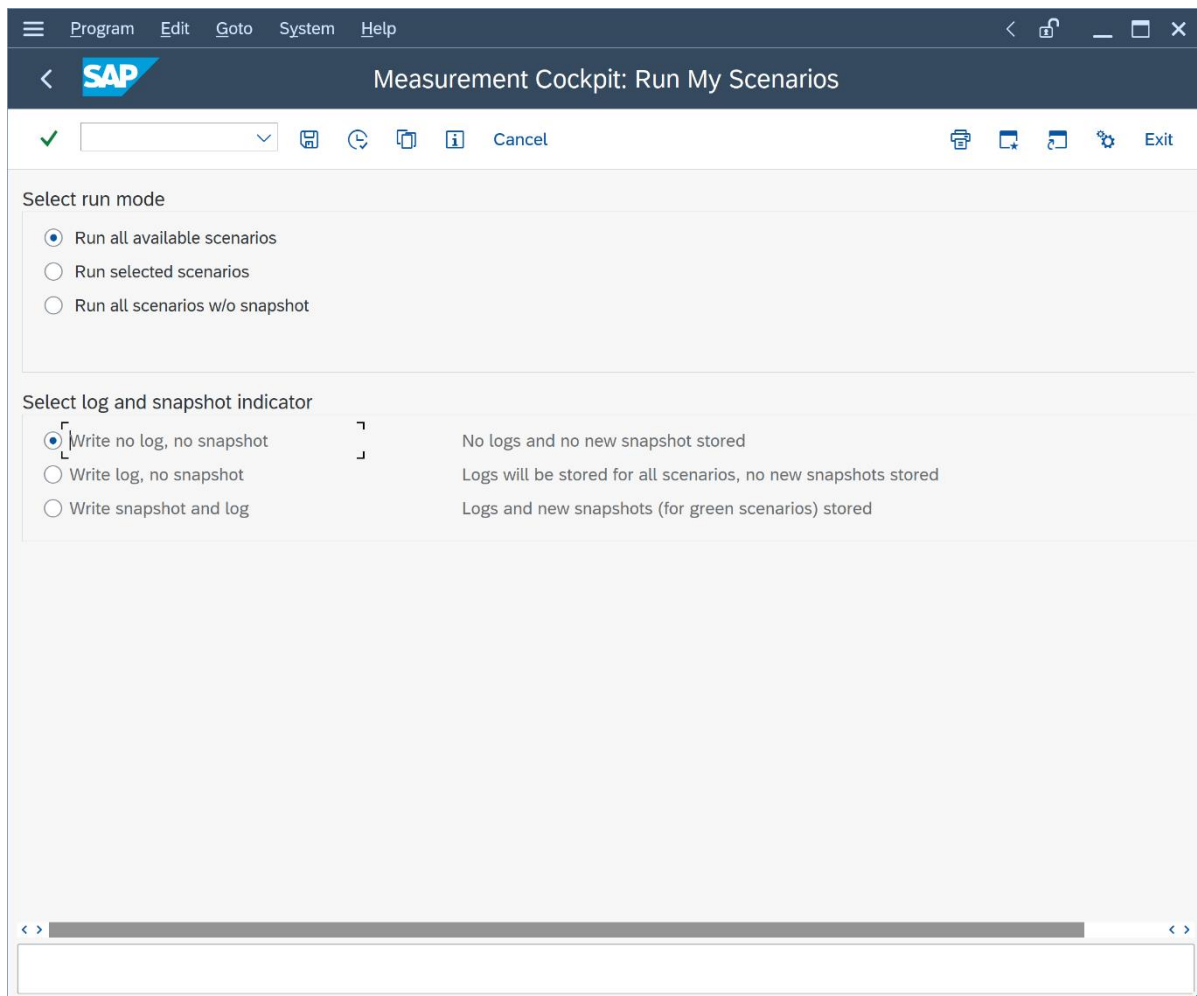 Program Edit Goto System Help
SAP Measurement Cockpit: Run My Scenarios
Cancel Exit
Select run mode
Run all available scenarios
Run selected scenarios
Run all scenarios w/o snapshot
Select log and snapshot indicator
Write no log, no snapshot No logs and no new snapshot stored
Write log, no snapshot Logs will be stored for all scenarios, no new snapshots stored
Write snapshot and log Logs and new snapshots (for green scenarios) stored